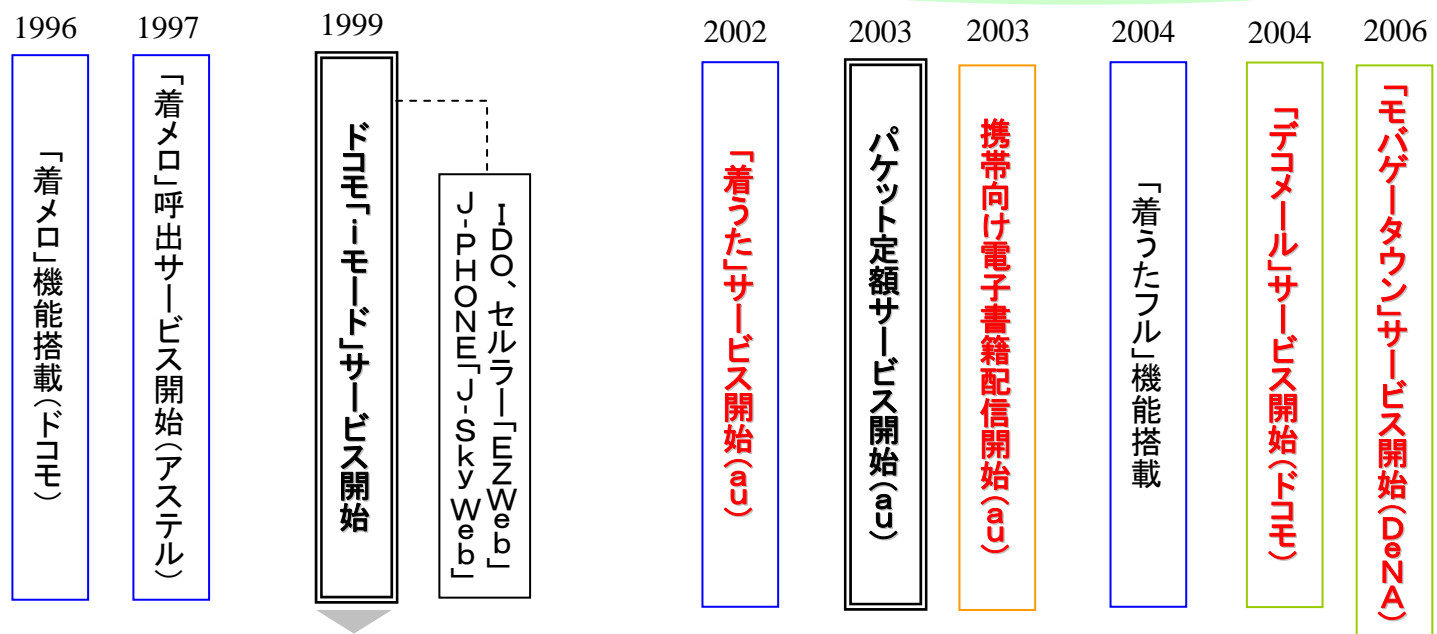 1996
「着メロ」機能搭載(ドコモ)
1997
「着メロ」呼出サービス開始(アステル)
1999
ドコモ「iモード」サービス開始
IDO、セルラー「EZWeb」
J-PHONE「J-Sky Web」
2002
「着うた」サービス開始(au)
2003
パケット定額サービス開始(au)
2003
携帯向け電子書籍配信開始(au)
2004
「着うたフル」機能搭載
2004
「デコメール」サービス開始(ドコモ)
2006
「モバゲータウン」サービス開始(DeNA)